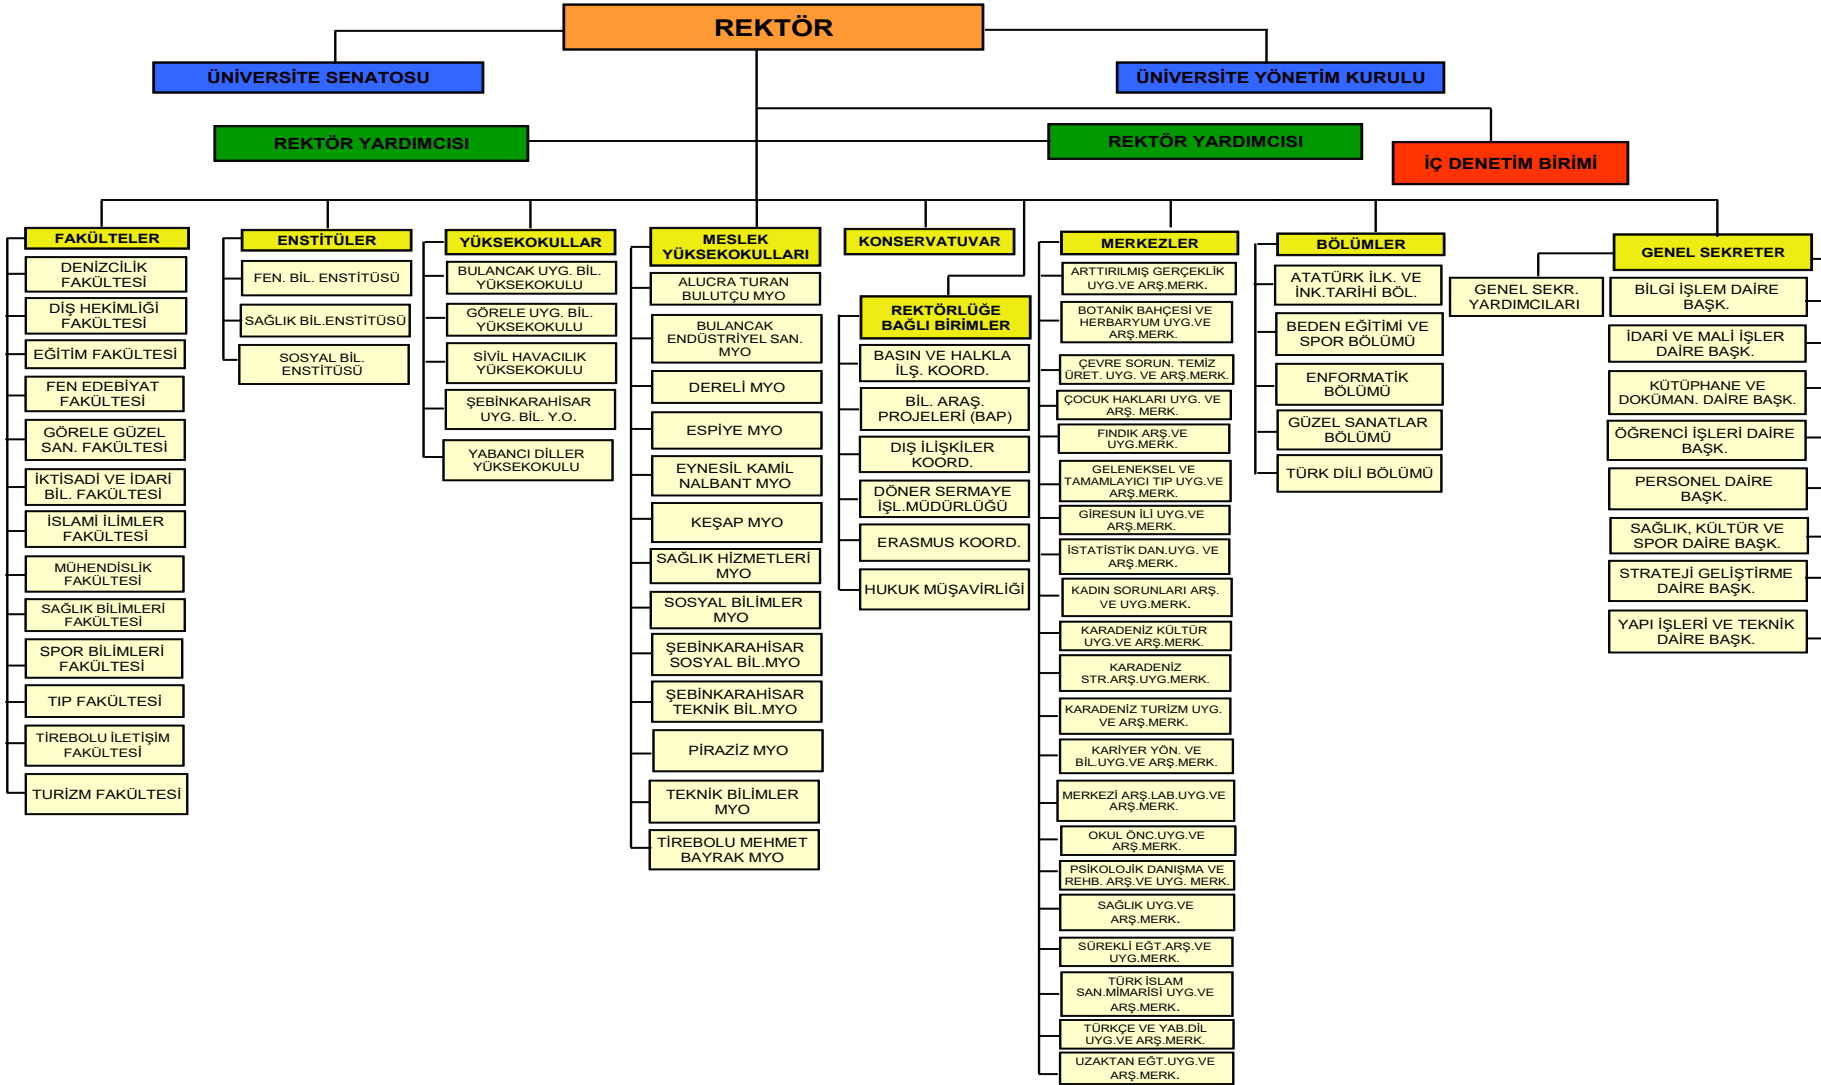 REKTÖR
ÜNİVERSİTE SENATOSU
ÜNİVERSİTE YÖNETİM KURULU
REKTÖR YARDIMCISI
REKTÖR YARDIMCISI
İÇ DENETİM BİRİMİ
FAKÜLTELER
DENİZCİLİK
FAKÜLTESİ
DİŞ HEKİMLİĞİ
FAKÜLTESİ
EĞİTİM FAKÜLTESİ
FEN EDEBİYAT
FAKÜLTESİ
GÖRELE GÜZEL
SAN. FAKÜLTESİ
İKTİSADİ VE İDARİ
BİL. FAKÜLTESİ
İSLAMİ İLİMLER
FAKÜLTESİ
MÜHENDİSLİK
FAKÜLTESİ
SAĞLIK BİLİMLERİ
FAKÜLTESİ
SPOR BİLİMLERİ
FAKÜLTESİ
TIP FAKÜLTESİ
TİREBOLU İLETİŞİM
FAKÜLTESİ
TURİZM FAKÜLTESİ
ENSTİTÜLER
FEN. BİL. ENSTİTÜSÜ
SAĞLIK BİL.ENSTİTÜSÜ
SOSYAL BİL.
ENSTİTÜSÜ
YÜKSEKOKULLAR
BULANCAK UYG. BİL.
YÜKSEKOKULU
GÖRELE UYG. BİL.
YÜKSEKOKULU
SİVİL HAVACILIK
YÜKSEKOKULU
ŞEBİNKARAHİSAR
UYG. BİL. Y.O.
YABANCI DİLLER
YÜKSEKOKULU
MESLEK
YÜKSEKOKULLARI
ALUCRA TURAN
BULUTÇU MYO
BULANCAK
ENDÜSTRİYEL SAN.
MYO
DERELİ MYO
ESPİYE MYO
EYNESİL KAMİL
NALBANT MYO
KEŞAP MYO
SAĞLIK HİZMETLERİ
MYO
SOSYAL BİLİMLER
MYO
ŞEBİNKARAHİSAR
SOSYAL BİL.MYO
ŞEBİNKARAHİSAR
TEKNİK BİL.MYO
PİRAZİZ MYO
TEKNİK BİLİMLER
MYO
TİREBOLU MEHMET
BAYRAK MYO
KONSERVATUVAR
REKTÖRLÜĞE
BAĞLI BİRİMLER
BASIN VE HALKLA
İLŞ. KOORD.
BİL. ARAŞ.
PROJELERİ (BAP)
DIŞ İLİŞKİLER
KOORD.
DÖNER SERMAYE
İŞL.MÜDÜRLÜĞÜ
ERASMUS KOORD.
HUKUK MÜŞAVİRLİĞİ
MERKEZLER
ARTTIRILMIŞ GERÇEKLİK
UYG.VE ARŞ.MERK.
BOTANİK BAHÇESİ VE
HERBARYUM UYG.VE
ARŞ.MERK.
ÇEVRE SORUN. TEMİZ
ÜRET. UYG. VE ARŞ.MERK.
ÇOCUK HAKLARI UYG. VE
ARŞ. MERK.
FINDIK ARŞ.VE
UYG.MERK.
GELENEKSEL VE
TAMAMLAYICI TIP UYG.VE
ARŞ.MERK.
GİRESUN İLİ UYG.VE
ARŞ.MERK.
İSTATİSTİK DAN.UYG. VE
ARŞ.MERK.
KADIN SORUNLARI ARŞ.
VE UYG.MERK.
KARADENİZ KÜLTÜR
UYG.VE ARŞ.MERK.
KARADENİZ
STR.ARŞ.UYG.MERK.
KARADENİZ TURİZM UYG.
VE ARŞ.MERK.
KARİYER YÖN. VE
BİL.UYG.VE ARŞ.MERK.
MERKEZİ ARŞ.LAB.UYG.VE
ARŞ.MERK.
OKUL ÖNC.UYG.VE
ARŞ.MERK.
PSİKOLOJİK DANIŞMA VE
REHB. ARŞ.VE UYG. MERK.
SAĞLIK UYG.VE
ARŞ.MERK.
SÜREKLİ EĞT.ARŞ.VE
UYG.MERK.
TÜRK İSLAM
SAN.MİMARİSİ UYG.VE
ARŞ.MERK.
TÜRKÇE VE YAB.DİL
UYG.VE ARŞ.MERK.
UZAKTAN EĞT.UYG.VE
ARŞ.MERK.
BÖLÜMLER
ATATÜRK İLK. VE
İNK.TARİHİ BÖL.
BEDEN EĞİTİMİ VE
SPOR BÖLÜMÜ
ENFORMATİK
BÖLÜMÜ
GÜZEL SANATLAR
BÖLÜMÜ
TÜRK DİLİ BÖLÜMÜ
GENEL SEKRETER
GENEL SEKR.
YARDIMCILARI
BİLGİ İŞLEM DAİRE
BAŞK.
İDARİ VE MALİ İŞLER
DAİRE BAŞK.
KÜTÜPHANE VE
DOKÜMAN. DAİRE BAŞK.
ÖĞRENCİ İŞLERİ DAİRE
BAŞK.
PERSONEL DAİRE
BAŞK.
SAĞLIK, KÜLTÜR VE
SPOR DAİRE BAŞK.
STRATEJİ GELİŞTİRME
DAİRE BAŞK.
YAPI İŞLERİ VE TEKNİK
DAİRE BAŞK.